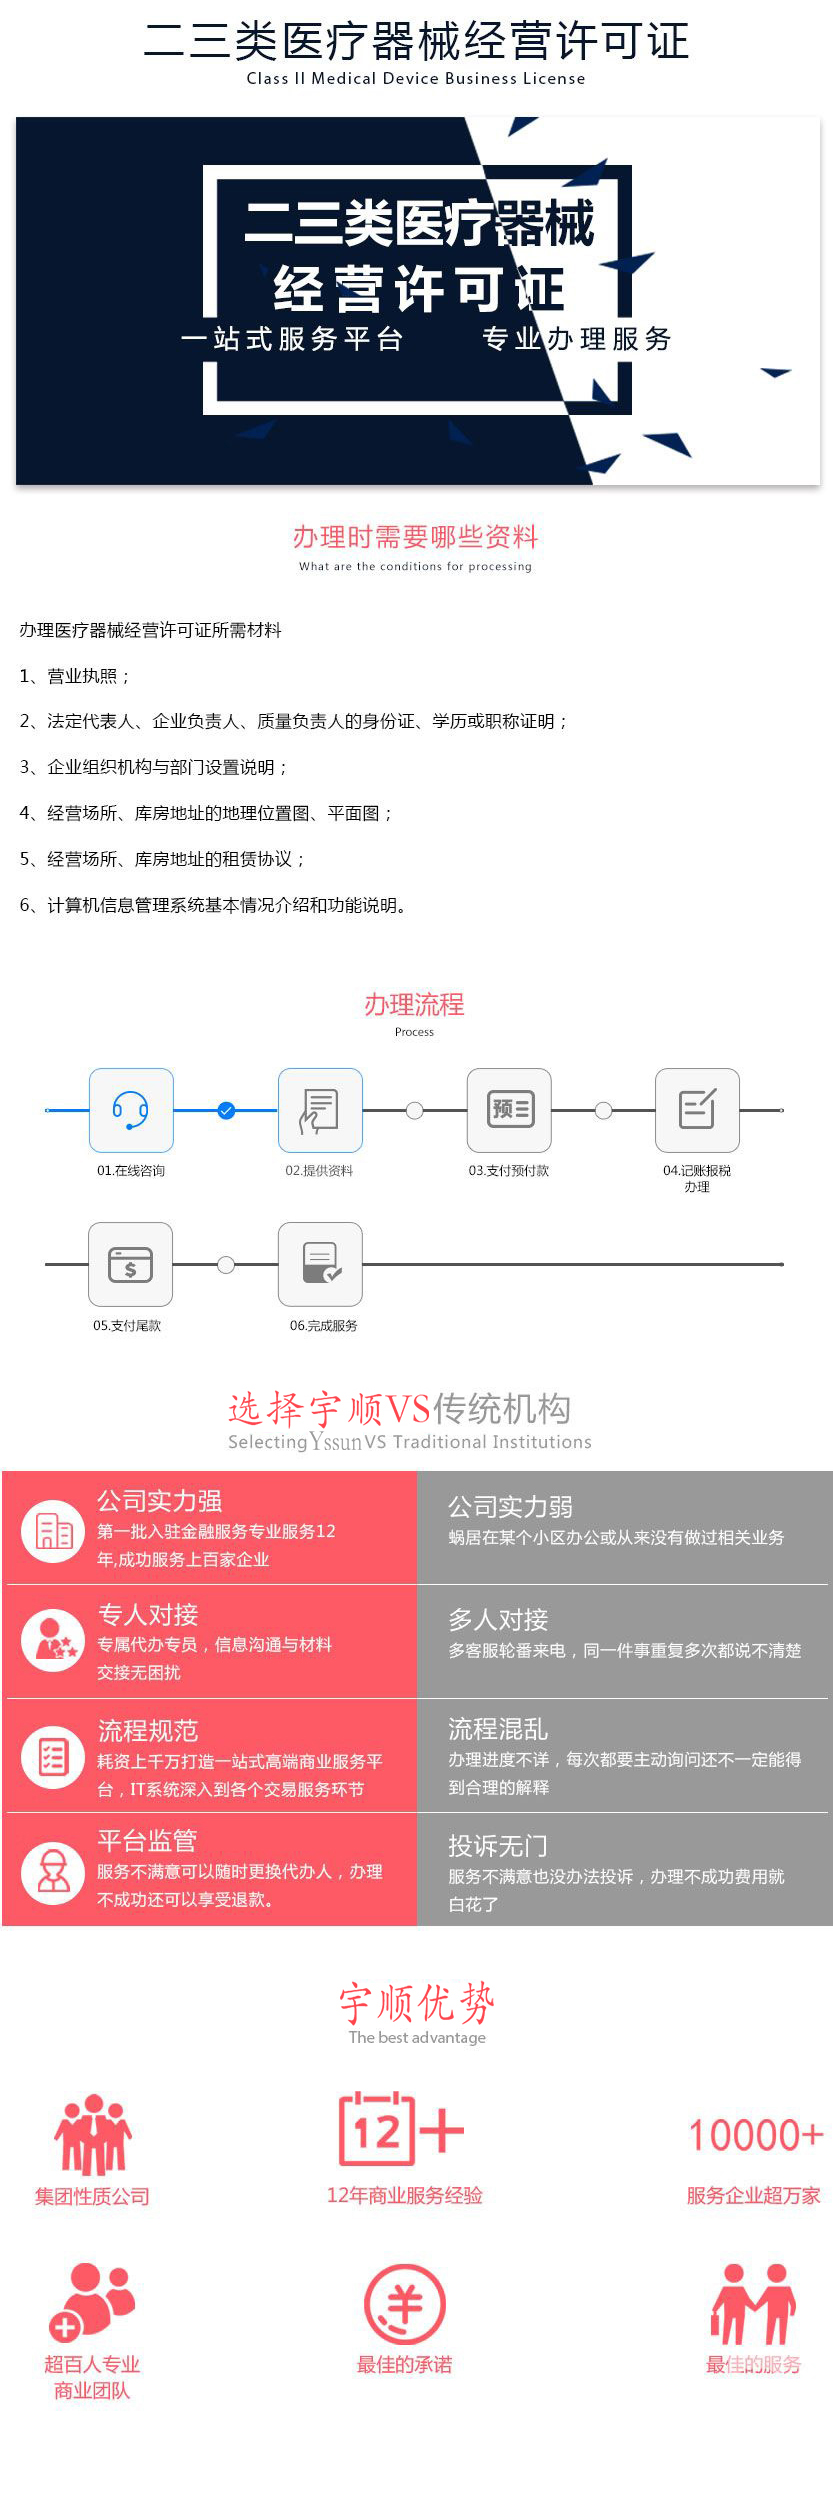 二三类医疗器械经营许可证
Class II Medical Device Business License
二三类医疗器械
经营许可证
一站式服务平台 专业办理服务
办理时需要哪些资料
What are the conditions for processing
办理医疗器械经营许可证所需材料
1、营业执照；
2、法定代表人、企业负责人、质量负责人的身份证、学历或职称证明；
3、企业组织机构与部门设置说明；
4、经营场所、库房地址的地理位置图、平面图；
5、经营场所、库房地址的租赁协议；
6、计算机信息管理系统基本情况介绍和功能说明。
办理流程
Process
预
01.在线咨询
02.提供资料
03.支付预付款
04.记账报税
办理
$
05.支付尾款
06.完成服务
选择宇顺VS传统机构
Selecting Yssun VS Traditional Institutions
公司实力强
第一批入驻金融服务专业服务12
年,成功服务上百家企业
公司实力弱
蜗居在某个小区办公或从来没有做过相关业务
专人对接
专属代办专员，信息沟通与材料
交接无困扰
多人对接
多客服轮番来电，同一件事重复多次都说不清楚
流程规范
耗资上千万打造一站式高端商业服务平
台，IT系统深入到各个交易服务环节
流程混乱
办理进度不详，每次都要主动询问还不一定能得
到合理的解释
平台监管
服务不满意可以随时更换代办人，办理
不成功还可以享受退款。
投诉无门
服务不满意也没办法投诉，办理不成功费用就
白花了
宇顺优势
The best advantage
12+
10000+
集团性质公司
12年商业服务经验
服务企业超万家
超百人专业
商业团队
最佳的承诺
最佳的服务